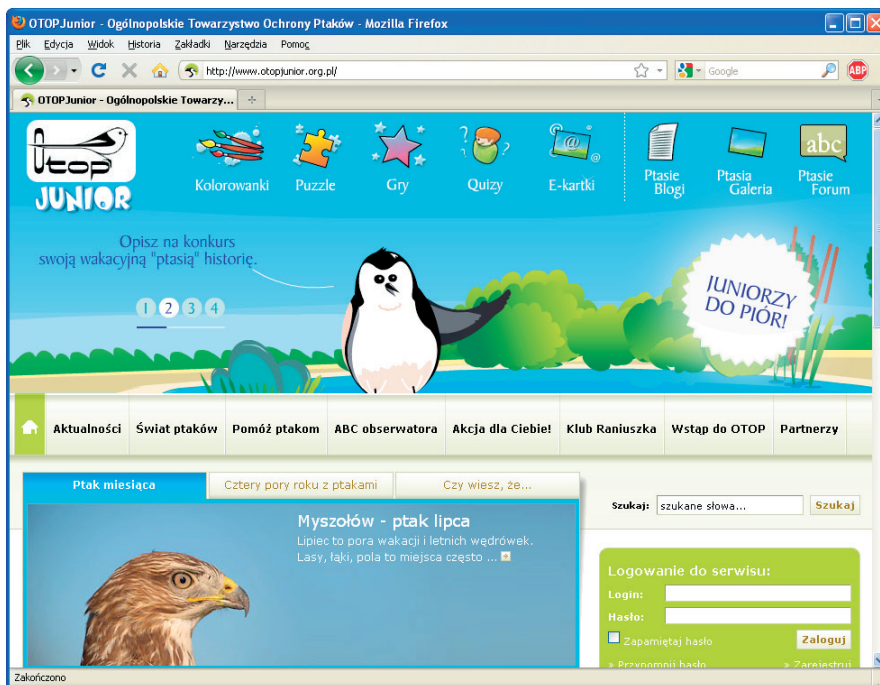 OTOPJunior - Ogólnopolskie Towarzystwo Ochrony Ptaków - Mozilla Firefox
Plik Edycja Widok Historia Zakładki Narzędzia Pomoc
http://www.otopjunior.org.pl/
Google
ABP
OTOPJunior - Ogólnopolskie Towarzy...
Otop
JUNIOR
Kolorowanki
Puzzle
Gry
Quizy
E-kartki
Ptasie
Blogi
Ptasia
Galeria
abc
Ptasie
Forum
Opisz na konkurs
swoją wakacyjną "ptasią" historię.
1 2 3 4
JUNIORZY
DO PIÓR!
Aktualności Świat ptaków Pomóż ptakom ABC obserwatora Akcja dla Ciebie! Klub Raniuszka Wstąp do OTOP Partnerzy
Ptak miesiąca
Cztery pory roku z ptakami
Czy wiesz, że...
Szukaj: szukane słowa... Szukaj
Myszołów - ptak lipca
Lipiec to pora wakacji i letnich wędrówek.
Lasy, łąki, pola to miejsca często ...
Logowanie do serwisu:
Login:
Hasło:
Zapamiętaj hasło Zaloguj
» Przypomnij hasło » Zarejestruj
Zakończono